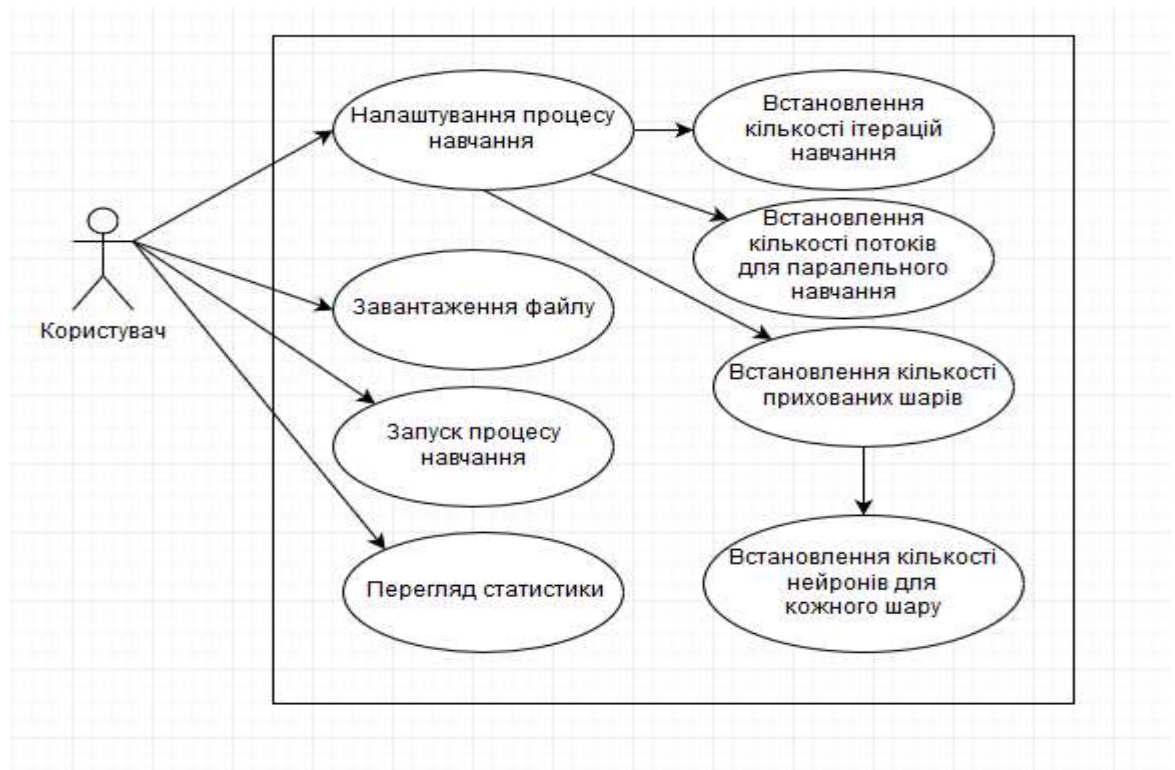 Налаштування процесу
навчання
Встановлення
кількості ітерацій
навчання
Встановлення
кількості потоків
для паралельного
навчання
Користувач
Завантаження файлу
Встановлення кількості
прихованих шарів
Запуск процесу
навчання
Перегляд статистики
Встановлення кількості
нейронів для
кожного шару